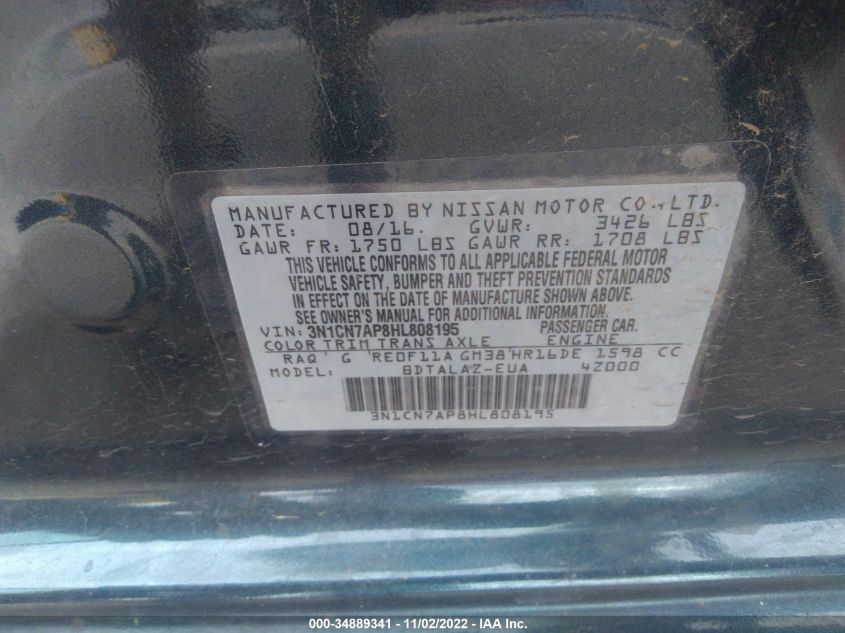 MANUFACTURED BY NISSAN MOTOR CO.,LTD.
DATE: 08/16. GVWR: 3426 LBS
GAWR FR: 1750 LBS GAWR RR: 1708 LBS
THIS VEHICLE CONFORMS TO ALL APPLICABLE FEDERAL MOTOR
VEHICLE SAFETY, BUMPER AND THEFT PREVENTION STANDARDS
IN EFFECT ON THE DATE OF MANUFACTURE SHOWN ABOVE.
SEE OWNER'S MANUAL FOR ADDITIONAL INFORMATION.
VIN: 3N1CN7AP8HL808195 PASSENGER CAR.
COLOR TRIM TRANS AXLE ENGINE
RAQ G RE0F11A GM38 HR16DE 1598 CC
MODEL: BDTALAZ-EUA 4Z000
3N1CN7AP8HL808195
000-34889341 - 11/02/2022 - IAA Inc.